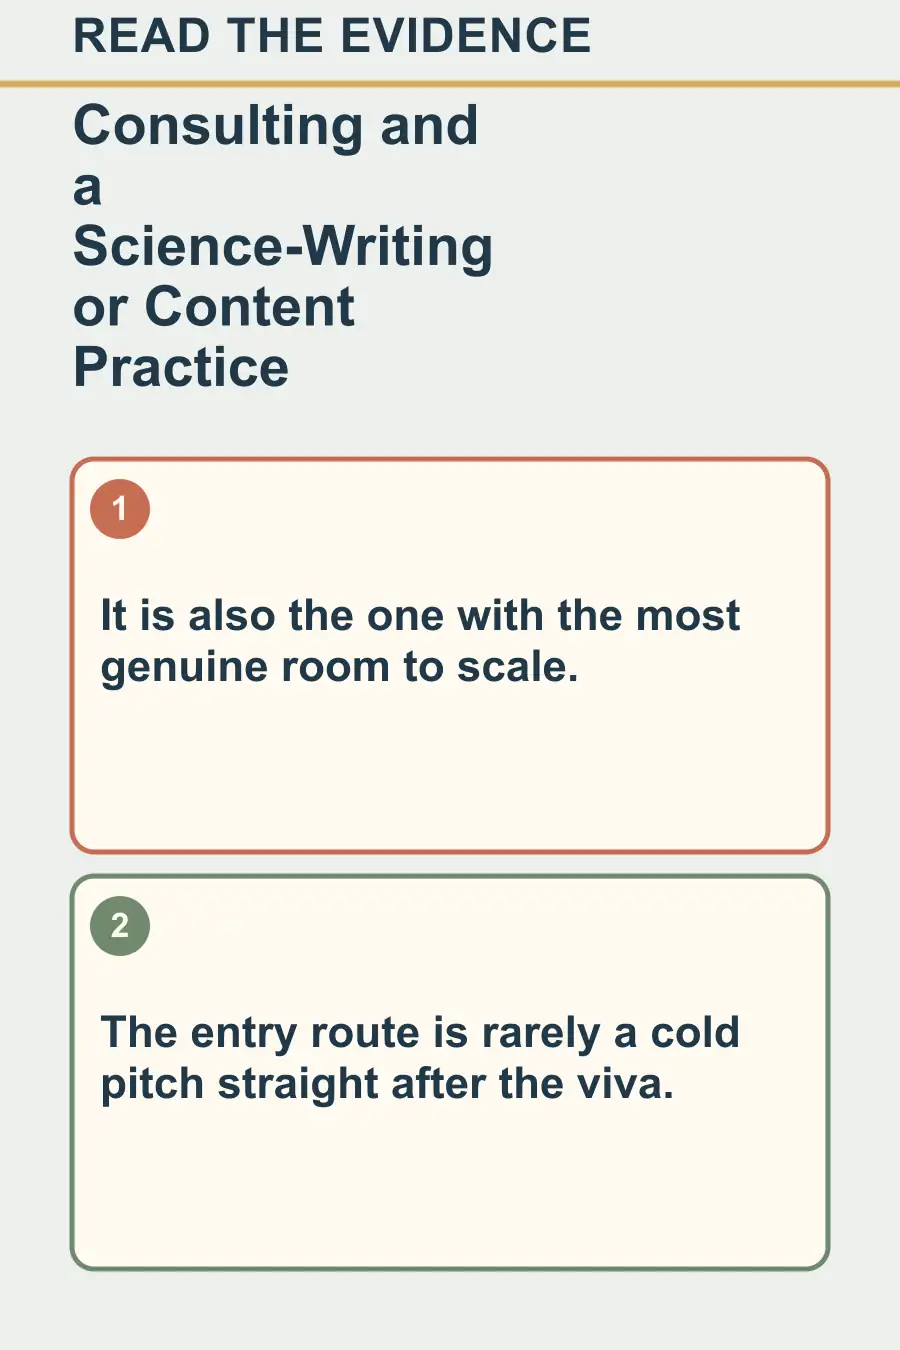 READ THE EVIDENCE
Consulting and
a
Science-Writing
or Content
Practice
1
It is also the one with the most
genuine room to scale.
2
The entry route is rarely a cold
pitch straight after the viva.